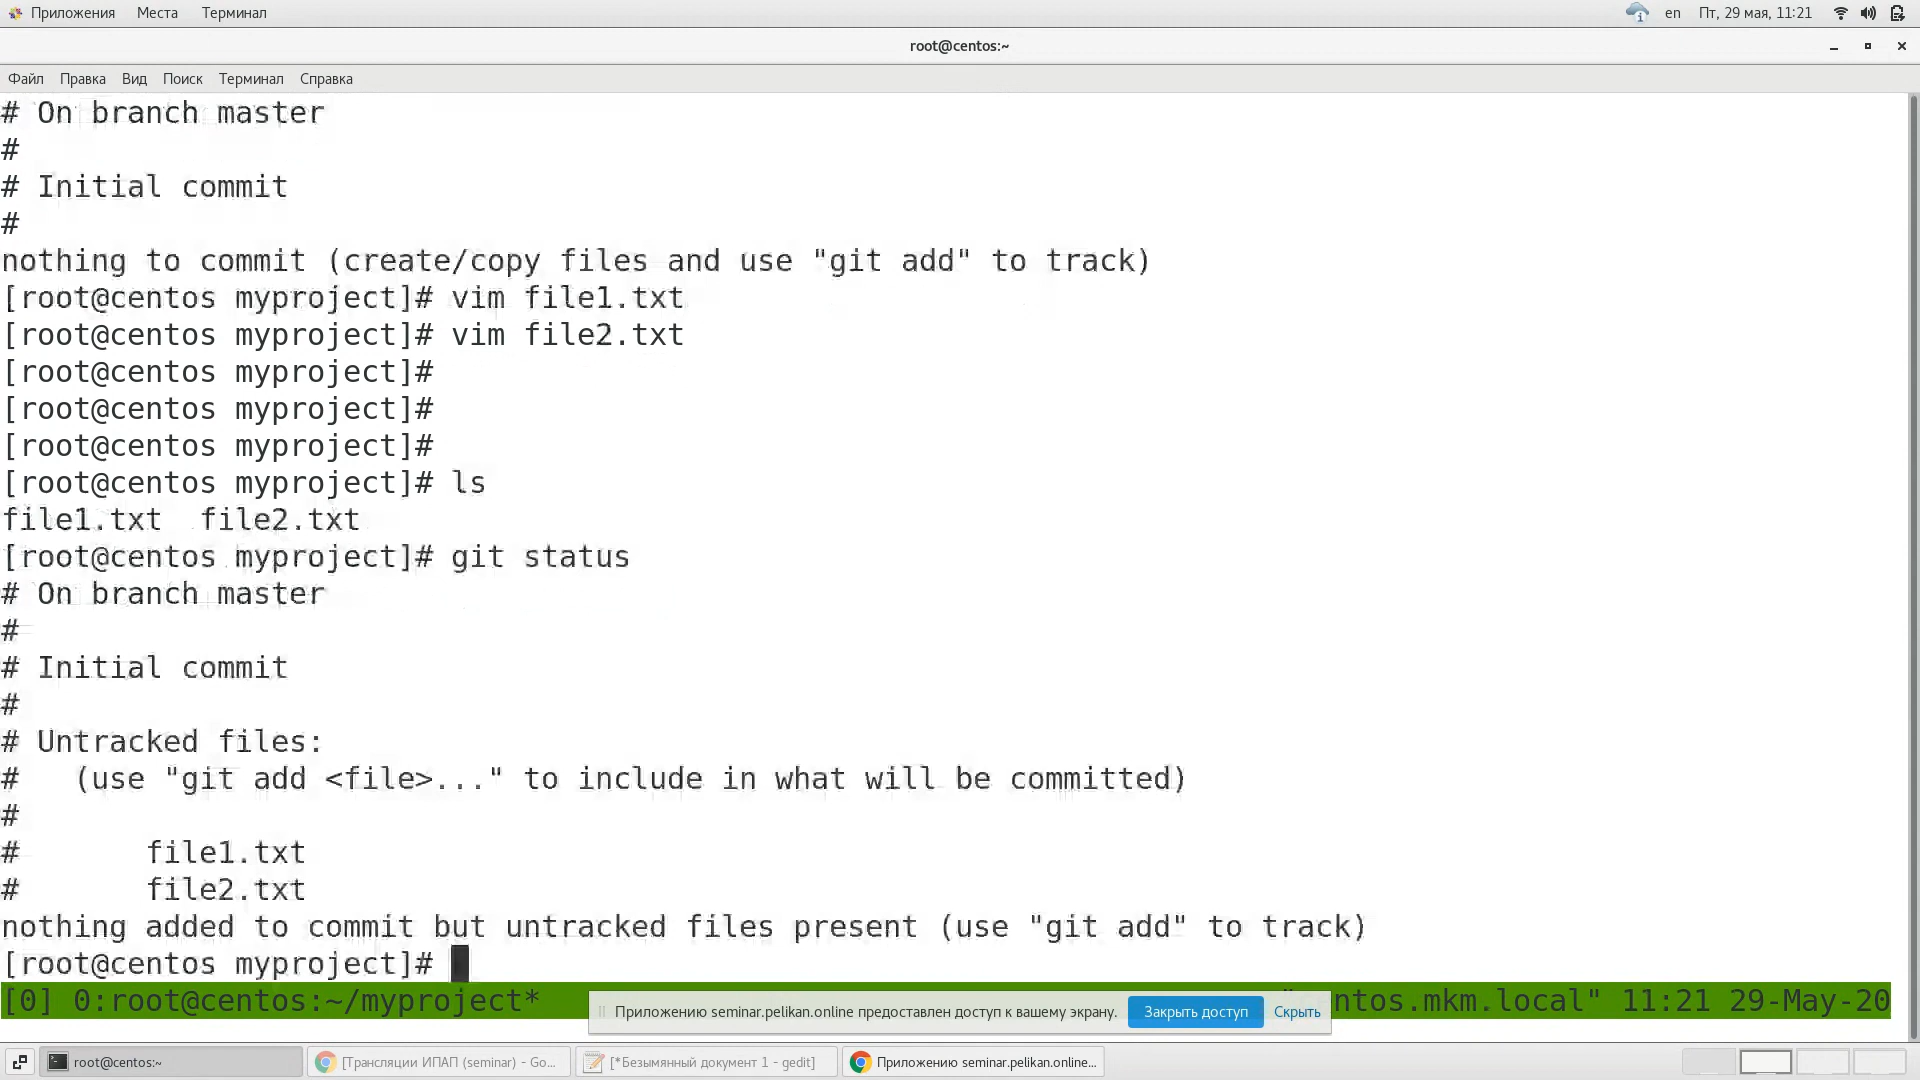 Приложения Места Терминал en Пт, 29 мая, 11:21
root@centos:~
Файл Правка Вид Поиск Терминал Справка
# On branch master
#
# Initial commit
#
nothing to commit (create/copy files and use "git add" to track)
[root@centos myproject]# vim file1.txt
[root@centos myproject]# vim file2.txt
[root@centos myproject]#
[root@centos myproject]#
[root@centos myproject]#
[root@centos myproject]# ls
file1.txt  file2.txt
[root@centos myproject]# git status
# On branch master
#
# Initial commit
#
# Untracked files:
#   (use "git add <file>..." to include in what will be committed)
#
#       file1.txt
#       file2.txt
nothing added to commit but untracked files present (use "git add" to track)
[root@centos myproject]#
[0] 0:root@centos:~/myproject* "centos.mkm.local" 11:21 29-May-20
Приложению seminar.pelikan.online предоставлен доступ к вашему экрану. Закрыть доступ Скрыть
root@centos:~ [Трансляции ИПАП (seminar) - Go... [*Безымянный документ 1 - gedit] Приложению seminar.pelikan.online...